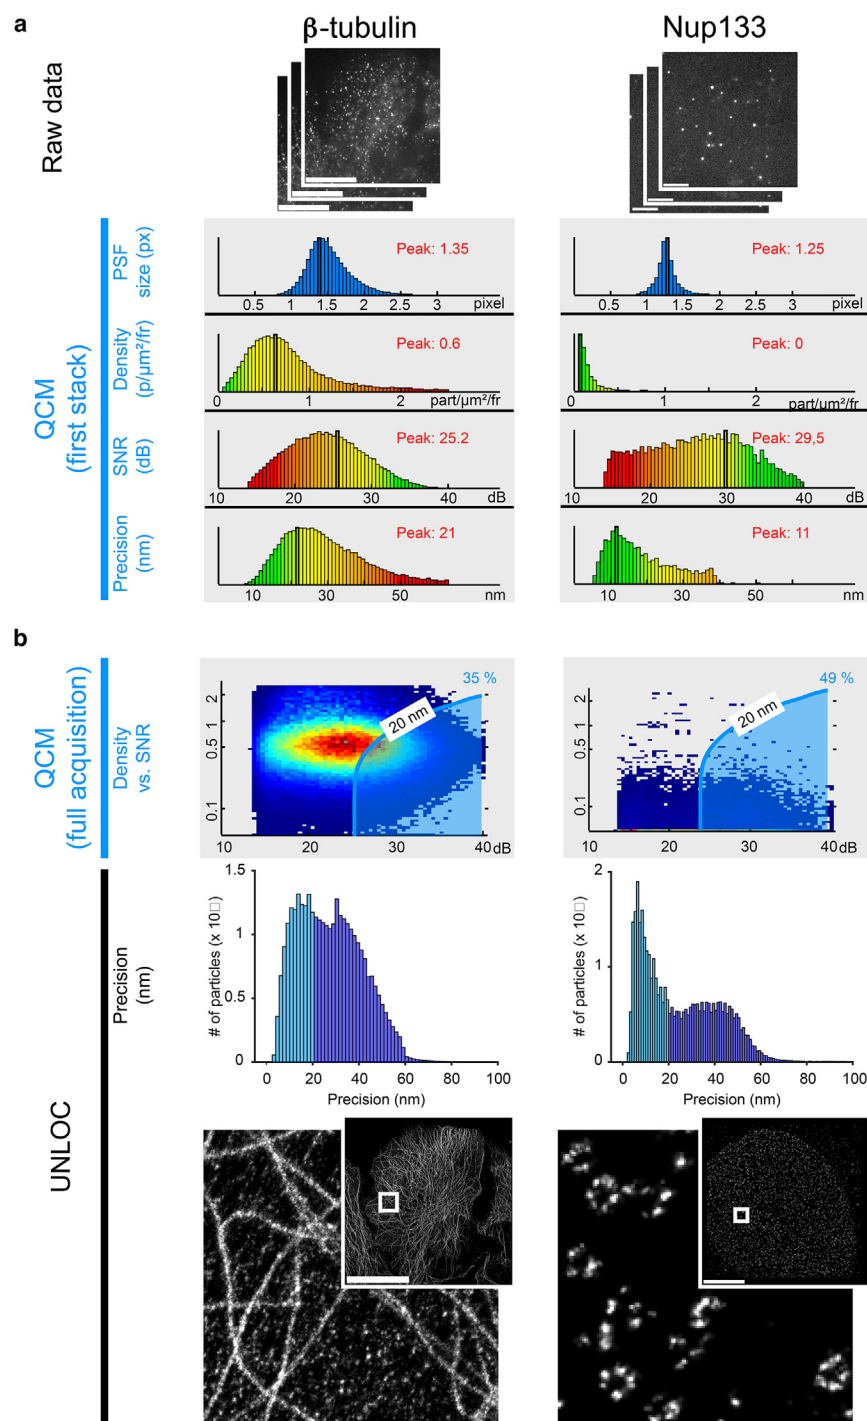 a
β-tubulin
Nup133
Raw data
QCM
(first stack)
PSF
size (px)
Peak: 1.35
0.5 1 1.5 2 2.5 3 pixel
Peak: 1.25
0.5 1 1.5 2 2.5 3 pixel
Density
(p/µm²/fr)
Peak: 0.6
1 2 part/µm²/fr
Peak: 0
1 2 part/µm²/fr
SNR
(dB)
Peak: 25.2
10 20 30 40 dB
Peak: 29,5
10 20 30 40 dB
Precision
(nm)
Peak: 21
10 30 50 nm
Peak: 11
10 30 50 nm
b
QCM
(full acquisition)
Density
vs. SNR
35 %
20 nm
2
1
0.5
0.1
10 20 30 40 dB
49 %
20 nm
2
1
0.5
0.1
10 20 30 40 dB
UNLOC
Precision
(nm)
# of particles (x 10□)
1.5
1
0.5
0
0 20 40 60 80 100
Precision (nm)
# of particles (x 10□)
2
1
0
0 20 40 60 80 100
Precision (nm)